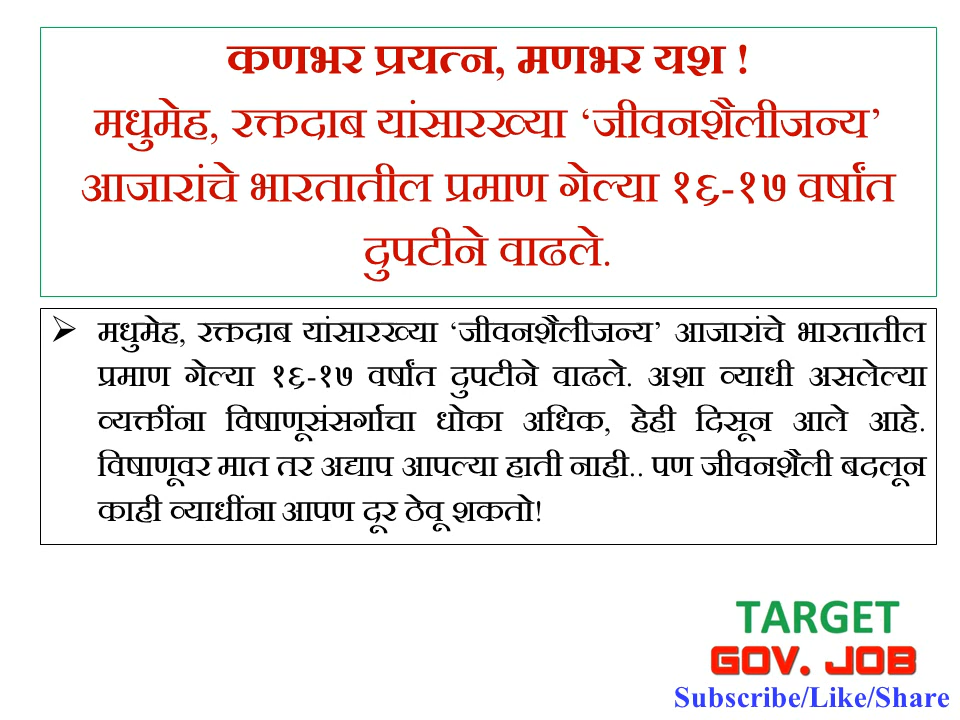 कणभर प्रयत्न, मणभर यश !
मधुमेह, रक्तदाब यांसारख्या ‘जीवनशैलीजन्य’
आजारांचे भारतातील प्रमाण गेल्या १६-१७ वर्षांत
दुपटीने वाढले.
➢ मधुमेह, रक्तदाब यांसारख्या ‘जीवनशैलीजन्य’ आजारांचे भारतातील
प्रमाण गेल्या १६-१७ वर्षांत दुपटीने वाढले. अशा व्याधी असलेल्या
व्यक्तींना विषाणूसंसर्गाचा धोका अधिक, हेही दिसून आले आहे.
विषाणूवर मात तर अद्याप आपल्या हाती नाही.. पण जीवनशैली बदलून
काही व्याधींना आपण दूर ठेवू शकतो!
TARGET
GOV. JOB
Subscribe/Like/Share